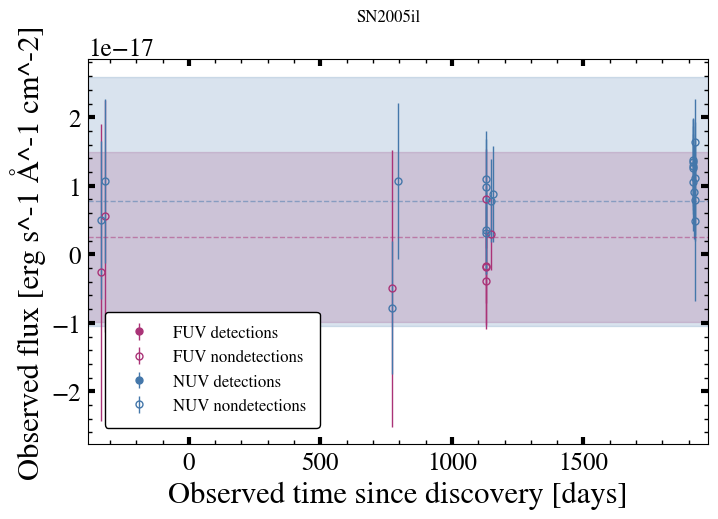 SN2005il
1e−17
Observed flux [erg s^-1 Å^-1 cm^-2]
2
1
0
−1
−2
FUV detections
FUV nondetections
NUV detections
NUV nondetections
0 500 1000 1500
Observed time since discovery [days]